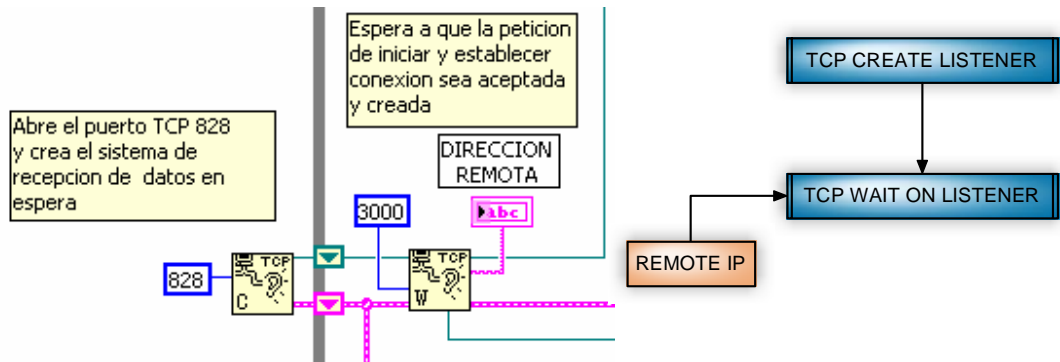 Abre el puerto TCP 828
y crea el sistema de
recepcion de datos en
espera
Espera a que la peticion
de iniciar y establecer
conexion sea aceptada
y creada
DIRECCION
REMOTA
3000
abc
828
TCP
C
TCP
W
TCP CREATE LISTENER
TCP WAIT ON LISTENER
REMOTE IP